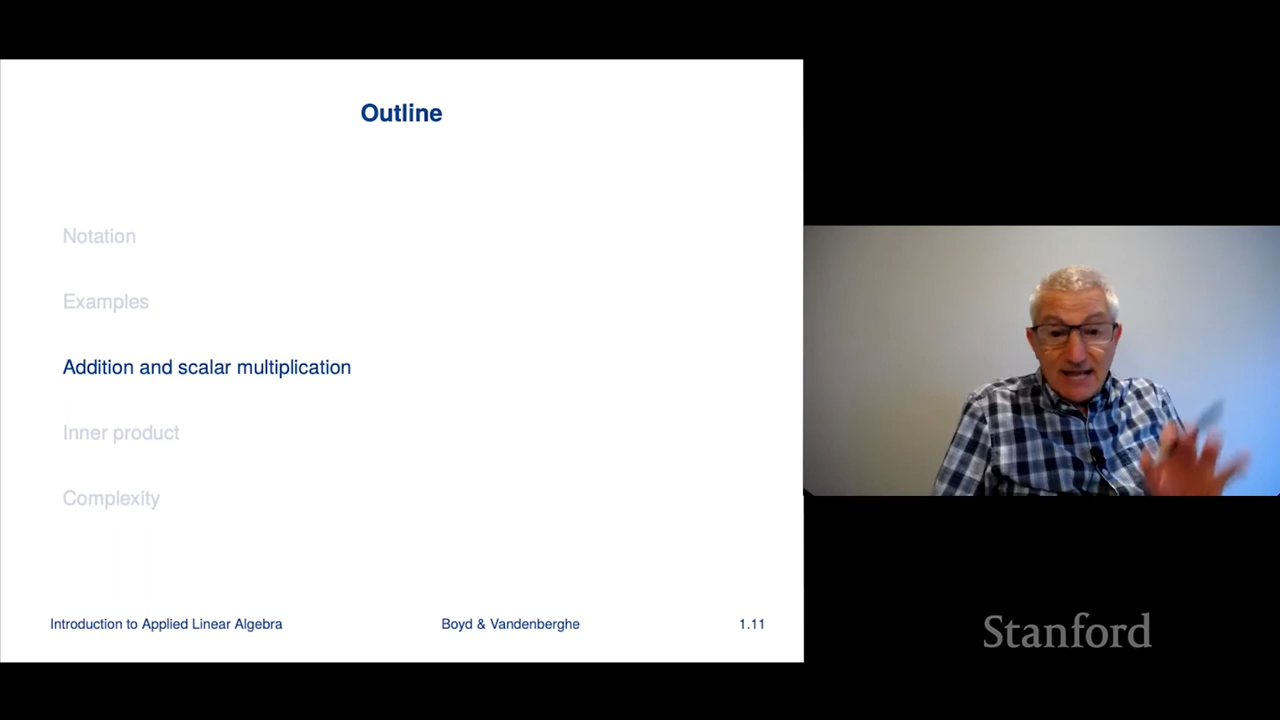 Outline
Notation
Examples
Addition and scalar multiplication
Inner product
Complexity
Introduction to Applied Linear Algebra
Boyd & Vandenberghe
1.11
Stanford